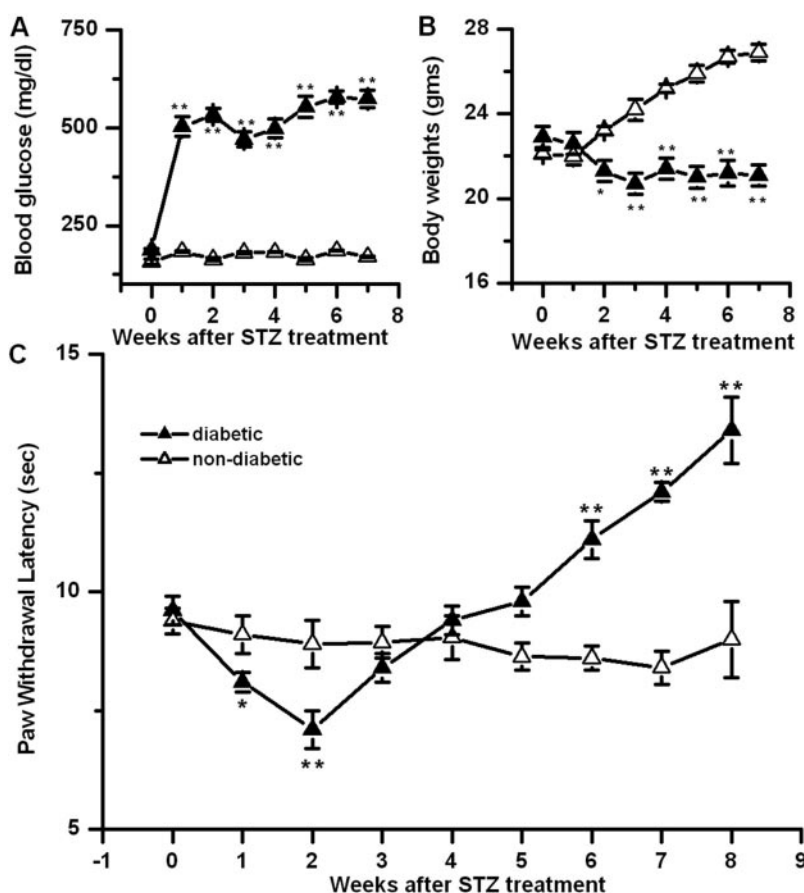 A
Blood glucose (mg/dl)
750
500
250
** ** ** ** ** ** **
0 2 4 6 8
Weeks after STZ treatment
B
Body weights (gms)
28
22
16
* ** ** ** ** **
0 2 4 6 8
Weeks after STZ treatment
C
Paw Withdrawal Latency (sec)
15
10
5
diabetic
non-diabetic
* ** ** ** **
-1 0 1 2 3 4 5 6 7 8 9
Weeks after STZ treatment